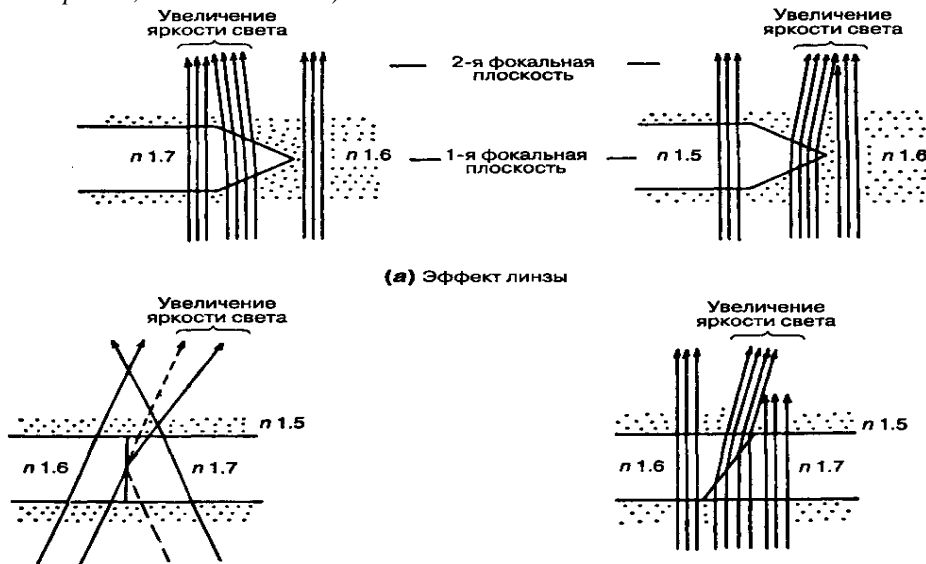 Увеличение
яркости света
Увеличение
яркости света
2-я фокальная
плоскость
n 1.7
n 1.6
1-я фокальная
плоскость
n 1.5
n 1.6
(а) Эффект линзы
Увеличение
яркости света
Увеличение
яркости света
n 1.5
n 1.6
n 1.7
n 1.5
n 1.6
n 1.7